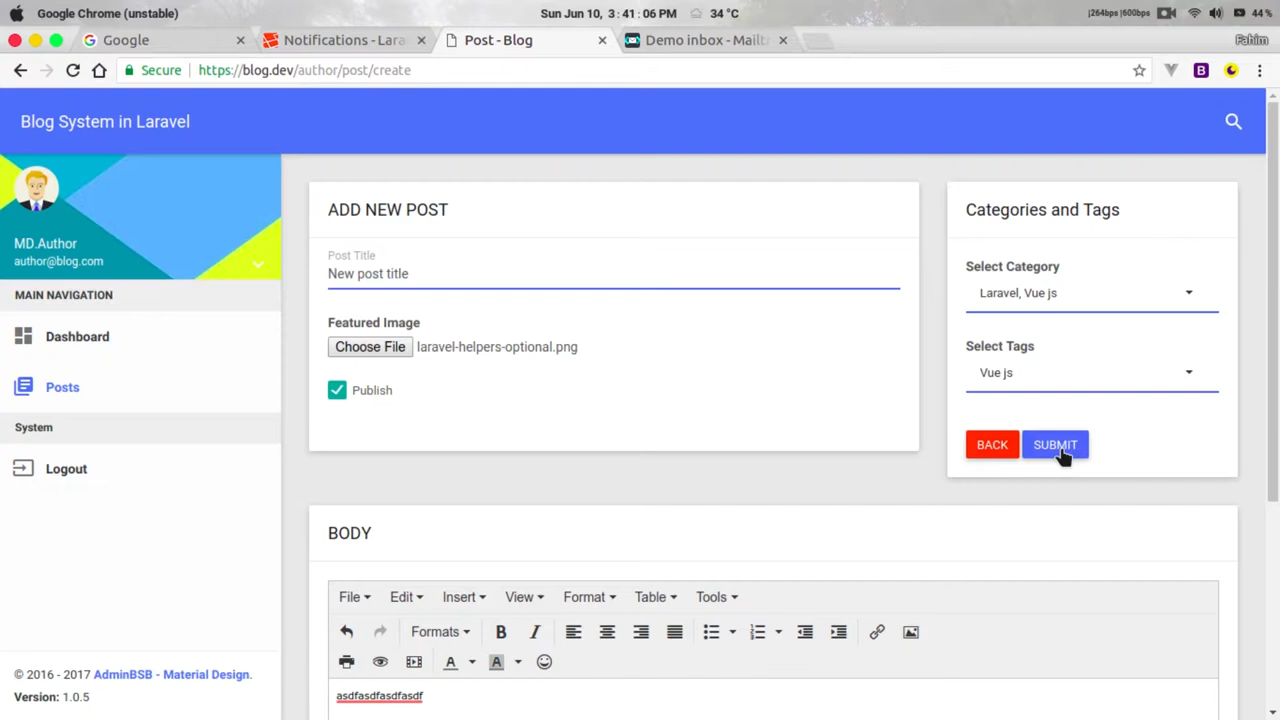 Google Chrome (unstable)
Sun Jun 10, 3:41:06 PM 34 °C
↓264bps↑600bps 44 %
Google
Notifications - Lara
Post - Blog
Demo inbox - Mailt
Fahim
Secure https://blog.dev/author/post/create
Blog System in Laravel
MD.Author
author@blog.com
MAIN NAVIGATION
Dashboard
Posts
System
Logout
© 2016 - 2017 AdminBSB - Material Design.
Version: 1.0.5
ADD NEW POST
Post Title
New post title
Featured Image
Choose File laravel-helpers-optional.png
Publish
Categories and Tags
Select Category
Laravel, Vue js
Select Tags
Vue js
BACK SUBMIT
BODY
File Edit Insert View Format Table Tools
Formats B I
A A
asdfasdfasdfasdf